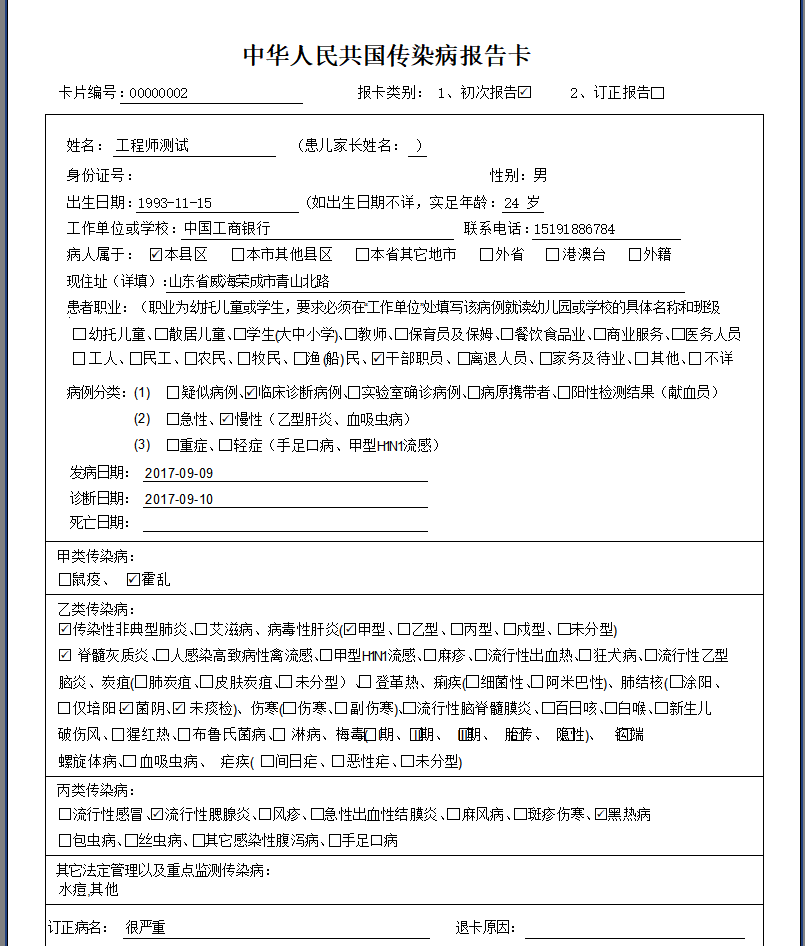 中华人民共国传染病报告卡
卡片编号：00000002 报卡类别： 1、初次报告☑ 2、订正报告□
姓名： 工程师测试 （患儿家长姓名： ）
身份证号： 性别：男
出生日期：1993-11-15 （如出生日期不详，实足年龄：24 岁
工作单位或学校：中国工商银行 联系电话：15191886784
病人属于： ☑本县区 □本市其他县区 □本省其它地市 □外省 □港澳台 □外籍
现住址（详填）：山东省威海荣成市青山北路
患者职业：（职业为幼托儿童或学生，要求必须在“工作单位”处填写该病例就读幼儿园或学校的具体名称和班级
□幼托儿童、□散居儿童、□学生(大中小学)、□教师、□保育员及保姆、□餐饮食品业、□商业服务、□医务人员
□工人、□民工、□农民、□牧民、□渔(船)民、☑干部职员、□离退人员、□家务及待业、□其他、□不详
病例分类：(1) □疑似病例、☑临床诊断病例、□实验室确诊病例、□病原携带者、□阳性检测结果（献血员）
(2) □急性、☑慢性（乙型肝炎、血吸虫病）
(3) □重症、□轻症（手足口病、甲型H1N1流感）
发病日期： 2017-09-09
诊断日期： 2017-09-10
死亡日期：
甲类传染病：
□鼠疫、 ☑霍乱
乙类传染病：
☑传染性非典型肺炎、□艾滋病、病毒性肝炎(☑甲型、□乙型、□丙型、□戍型、□未分型)
☑ 脊髓灰质炎、□人感染高致病性禽流感、□甲型H1N1流感、□麻疹、□流行性出血热、□狂犬病、□流行性乙型
脑炎、炭疽(□肺炭疽、□皮肤炭疽、□未分型）、□登革热、痢疾(□细菌性、□阿米巴性)、肺结核(□涂阳、
□仅培阳、☑菌阴、☑未痰检)、伤寒(□伤寒、□副伤寒)、□流行性脑脊髓膜炎、□百日咳、□白喉、□新生儿
破伤风、□猩红热、□布鲁氏菌病、□ 淋病、梅毒(□期、□期、 □期、 □传、 □性)、 □端
螺旋体病、□血吸虫病、 疟疾( □间日疟、□恶性疟、□未分型)
丙类传染病：
□流行性感冒、☑流行性腮腺炎、□风疹、□急性出血性结膜炎、□麻风病、□斑疹伤寒、☑黑热病
□包虫病、□丝虫病、□其它感染性腹泻病、□手足口病
其它法定管理以及重点监测传染病：
水痘,其他
订正病名： 很严重 退卡原因：